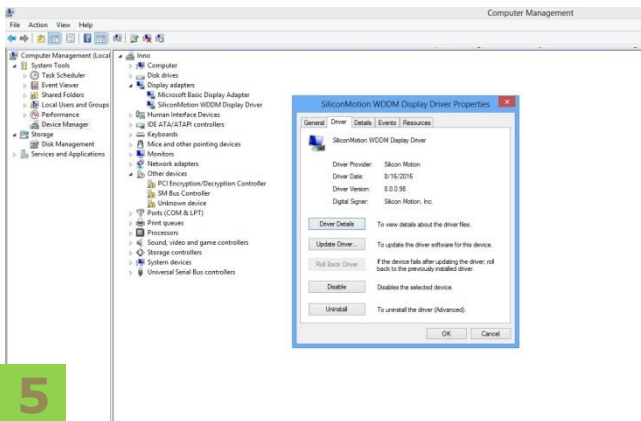 Computer Management
File Action View Help
Computer Management (Local
System Tools
Task Scheduler
Event Viewer
Shared Folders
Local Users and Groups
Performance
Device Manager
Storage
Disk Management
Services and Applications
Inno
Computer
Disk drives
Display adapters
Microsoft Basic Display Adapter
SiliconMotion WDDM Display Driver
Human Interface Devices
IDE ATA/ATAPI controllers
Keyboards
Mice and other pointing devices
Monitors
Network adapters
Other devices
PCI Encryption/Decryption Controller
SM Bus Controller
Unknown device
Ports (COM & LPT)
Print queues
Processors
Sound, video and game controllers
Storage controllers
System devices
Universal Serial Bus controllers
SiliconMotion WDDM Display Driver Properties
General Driver Details Events Resources
SiliconMotion WDDM Display Driver
Driver Provider: Silicon Motion
Driver Date: 8/16/2016
Driver Version: 8.0.0.98
Digital Signer: Silicon Motion, Inc.
Driver Details To view details about the driver files.
Update Driver... To update the driver software for this device.
Roll Back Driver If the device fails after updating the driver, roll
back to the previously installed driver.
Disable Disables the selected device.
Uninstall To uninstall the driver (Advanced).
OK Cancel
5